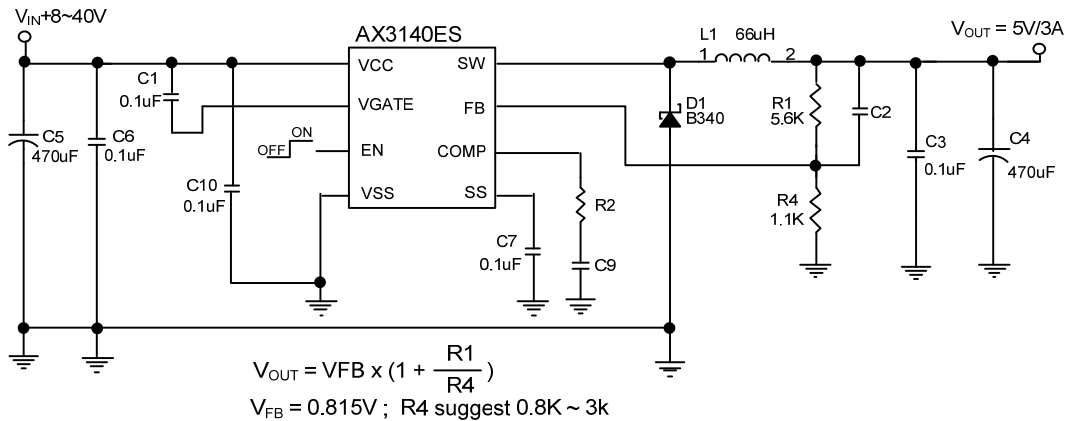 VIN+8~40V
AX3140ES
VOUT = 5V/3A
L1 66uH
1 2
VCC SW
VGATE FB
EN COMP
VSS SS
C1
0.1uF
ON
OFF
C5
470uF
C6
0.1uF
C10
0.1uF
D1
B340
R1
5.6K
C2
C3
0.1uF
C4
470uF
R4
1.1K
R2
C7
0.1uF
C9
VOUT = VFB x (1 + R1
R4 )
VFB = 0.815V ; R4 suggest 0.8K ~ 3k